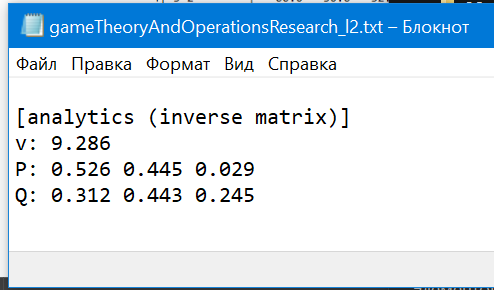 gameTheoryAndOperationsResearch_l2.txt – Блокнот
Файл Правка Формат Вид Справка
[analytics (inverse matrix)]
v: 9.286
P: 0.526 0.445 0.029
Q: 0.312 0.443 0.245